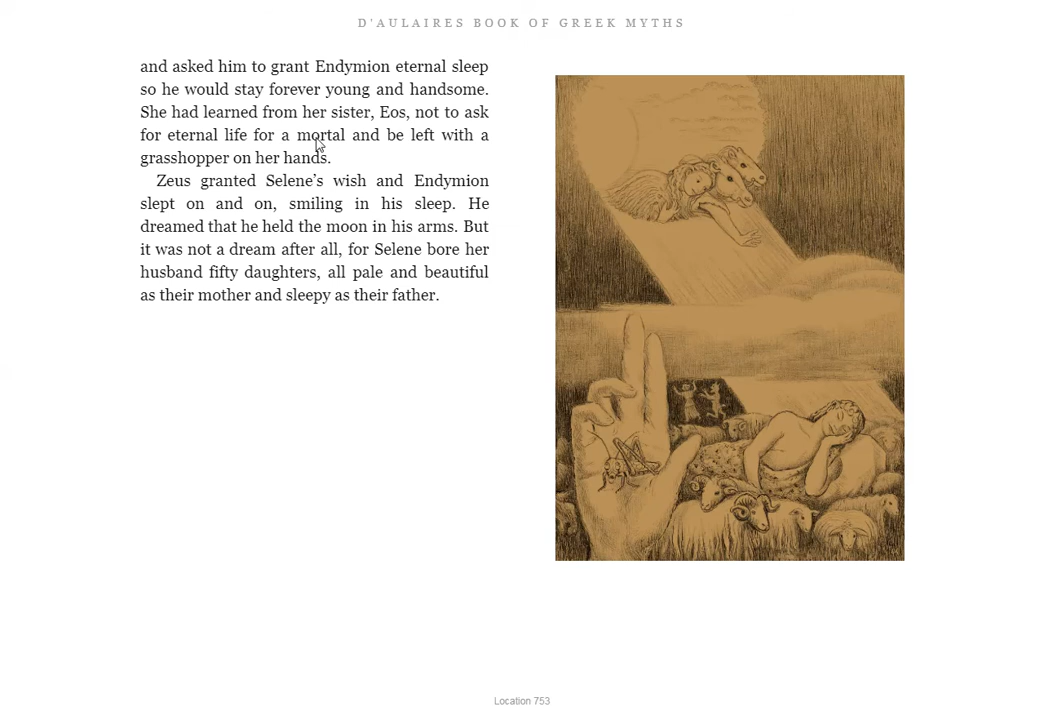 D'AULAIRES BOOK OF GREEK MYTHS
and asked him to grant Endymion eternal sleep
so he would stay forever young and handsome.
She had learned from her sister, Eos, not to ask
for eternal life for a mortal and be left with a
grasshopper on her hands.
Zeus granted Selene’s wish and Endymion
slept on and on, smiling in his sleep. He
dreamed that he held the moon in his arms. But
it was not a dream after all, for Selene bore her
husband fifty daughters, all pale and beautiful
as their mother and sleepy as their father.
Location 753